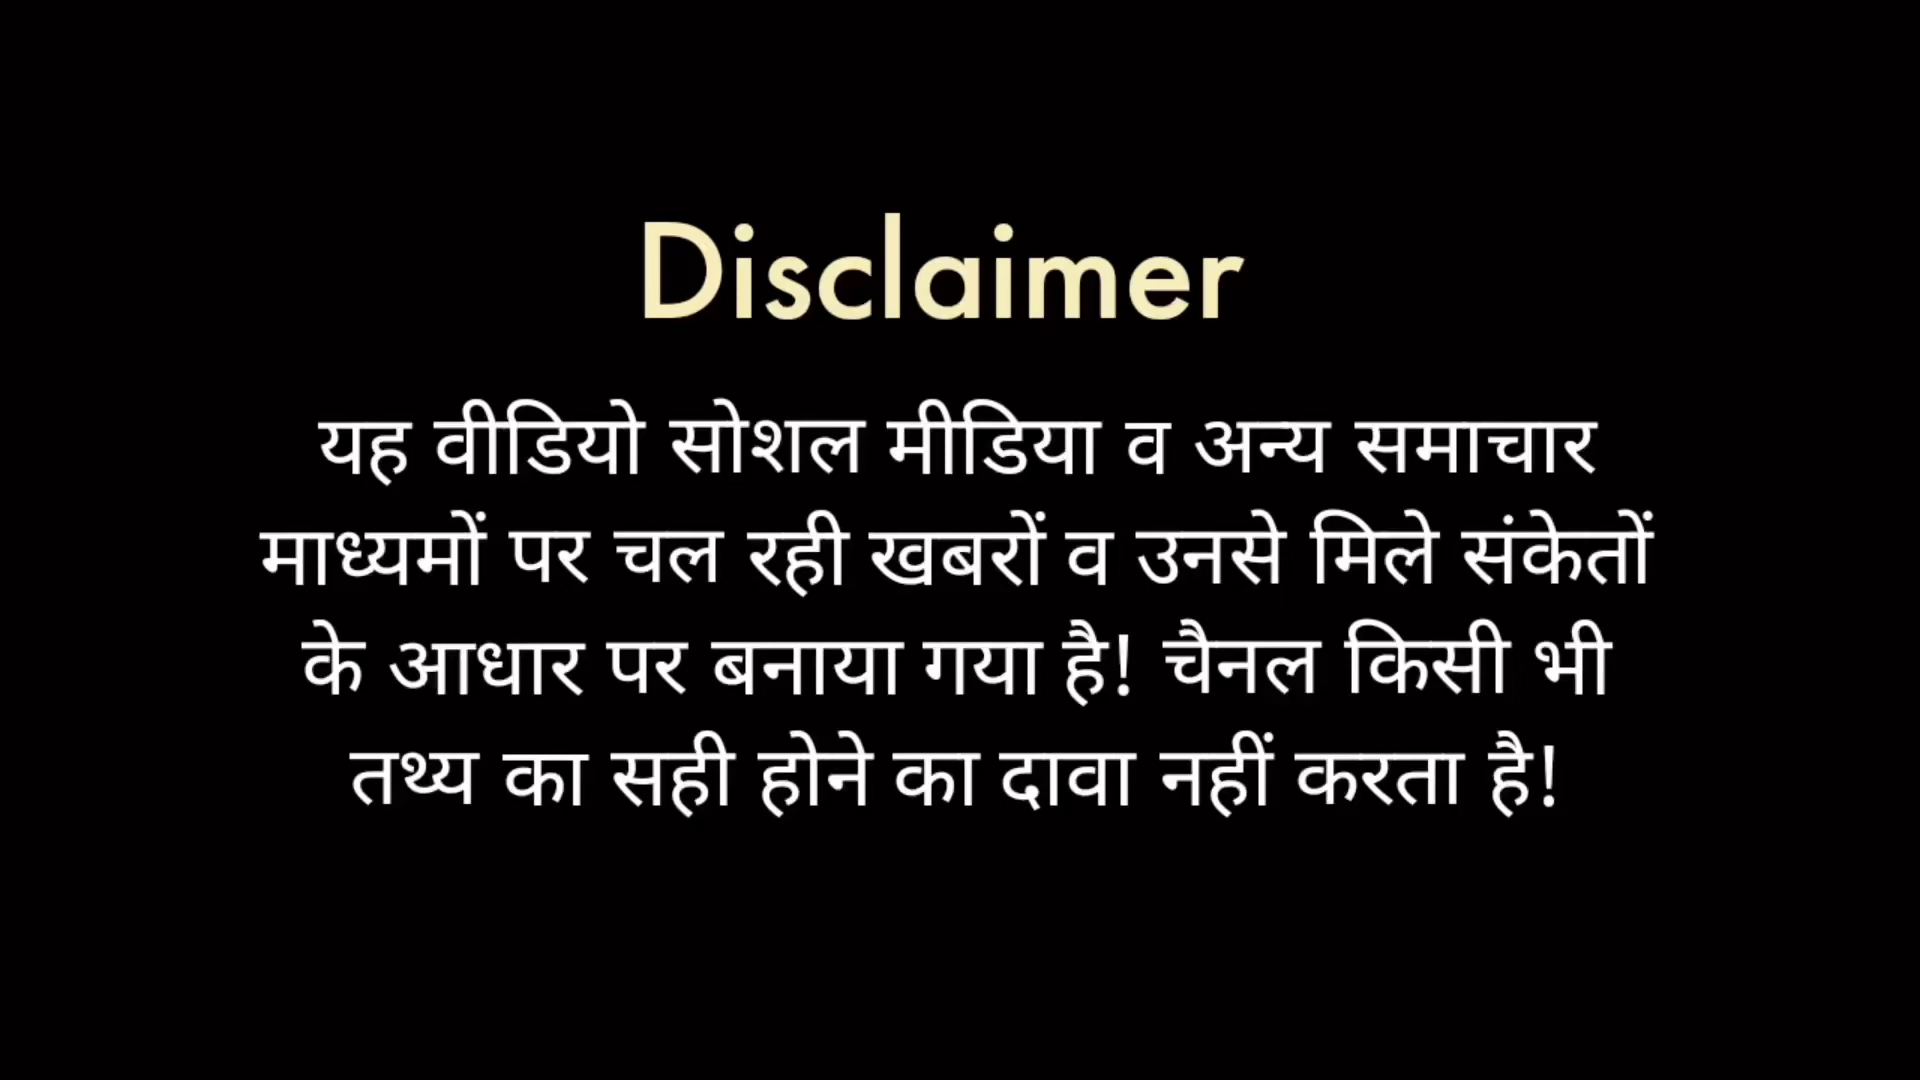 Disclaimer
यह वीडियो सोशल मीडिया व अन्य समाचार
माध्यमों पर चल रही खबरों व उनसे मिले संकेतों
के आधार पर बनाया गया है! चैनल किसी भी
तथ्य का सही होने का दावा नहीं करता है!